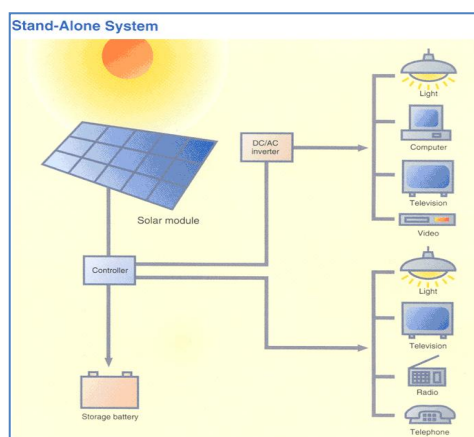 Stand-Alone System
Light
DC/AC
inverter
Computer
Television
Solar module
Video
Controller
Light
Television
Radio
Storage battery
Telephone